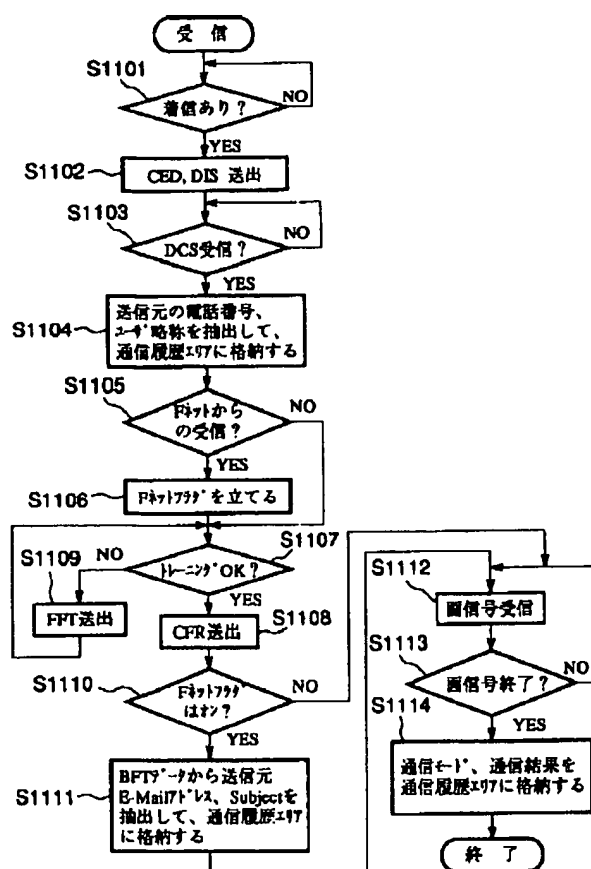 受 信
S1101
着信あり?
NO
YES
S1102
CED, DIS 送出
S1103
DCS受信?
NO
YES
S1104
送信元の電話番号、
ユーザ略称を抽出して、
通信履歴エリアに格納する
S1105
Fネットから
の受信?
NO
YES
S1106
Fネットフラグを立てる
S1107
トレーニングOK?
NO
YES
S1109
FFT送出
S1108
CFR送出
S1110
Fネットフラグ
はオン?
NO
YES
S1111
BFTデータから送信元
E-Mailアドレス、Subjectを
抽出して、通信履歴エリア
に格納する
S1112
画信号受信
S1113
画信号終了?
NO
YES
S1114
通信モード、通信結果を
通信履歴エリアに格納する
終 了